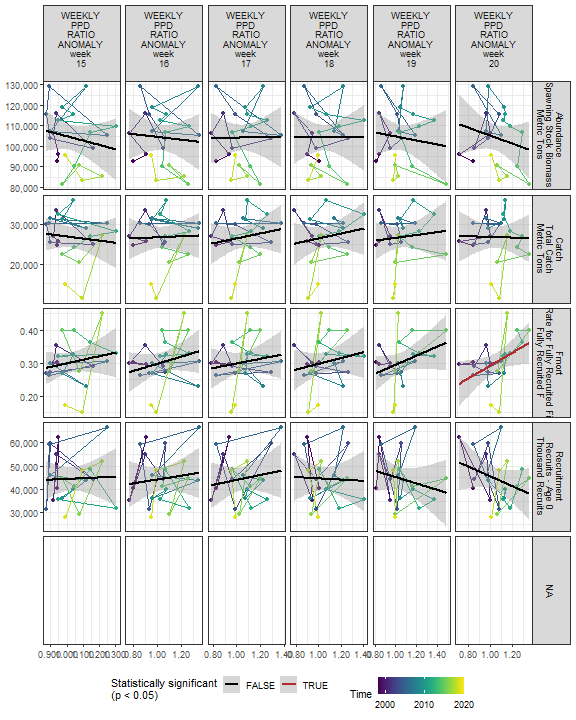 WEEKLY PPD RATIO ANOMALY week 15
WEEKLY PPD RATIO ANOMALY week 16
WEEKLY PPD RATIO ANOMALY week 17
WEEKLY PPD RATIO ANOMALY week 18
WEEKLY PPD RATIO ANOMALY week 19
WEEKLY PPD RATIO ANOMALY week 20
130,000
120,000
110,000
100,000
90,000
80,000
Abundance
Spawning Stock Biomass
Metric Tons
30,000
20,000
Catch
Total Catch
Metric Tons
0.40
0.30
0.20
Fmort
Rate for Fully Recruited Fi
Fully Recruited F
60,000
50,000
40,000
30,000
Recruitment
Recruits - Age 0
Thousand Recruits
NA
1.00 1.20
0.80 1.00 1.20 1.40
0.80 1.00 1.20 1.40
0.80 1.00 1.20 1.40
0.80 1.00 1.20
Statistically significant
(p < 0.05)
FALSE
TRUE
Time
2000 2010 2020